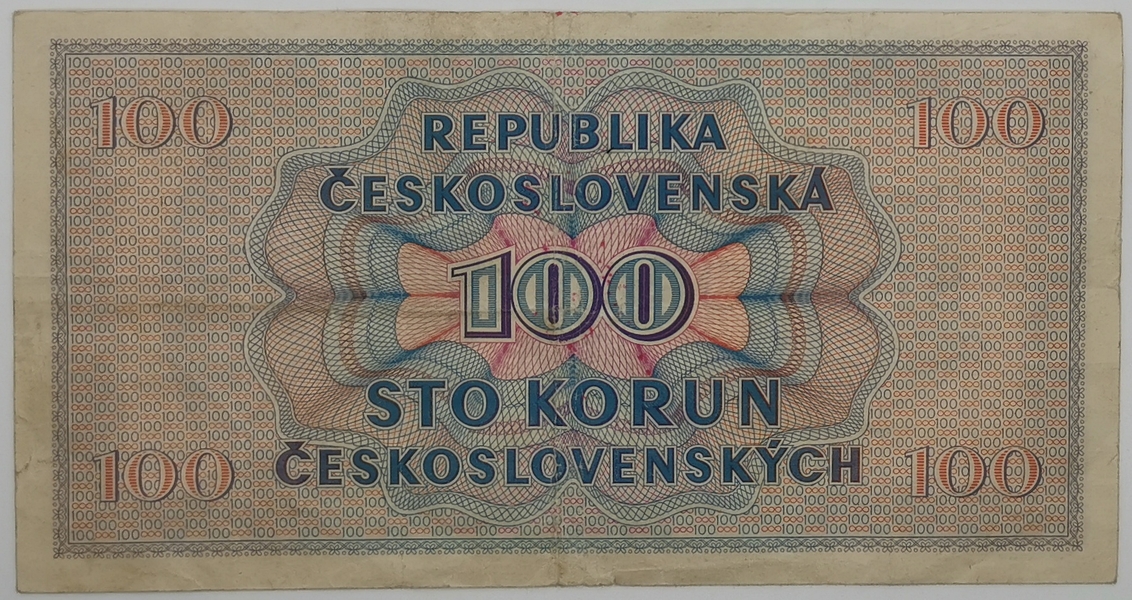 100 100
REPUBLIKA
ČESKOSLOVENSKÁ
100
STO KORUN
ČESKOSLOVENSKÝCH
100 100